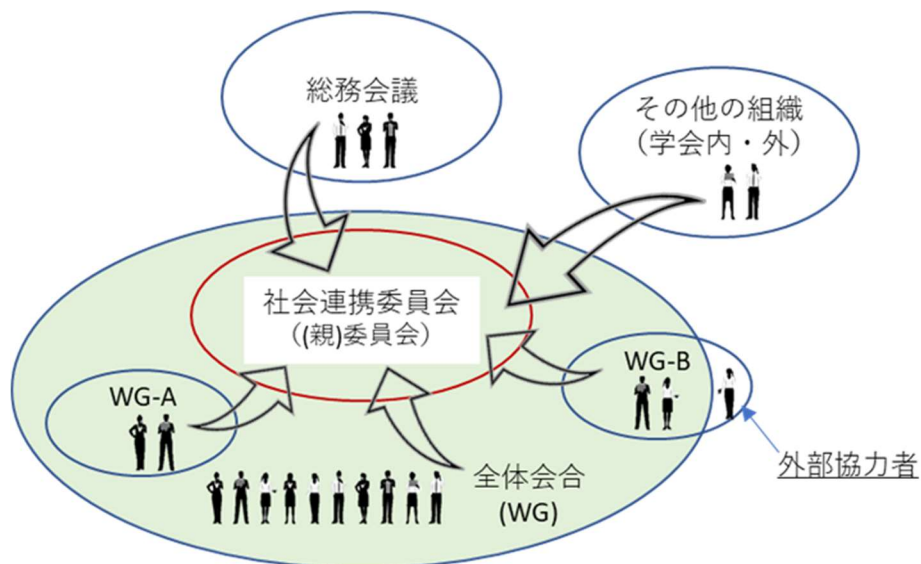 総務会議
その他の組織
（学会内・外）
社会連携委員会
（(親)委員会）
WG-A
WG-B
外部協力者
全体会合
(WG)